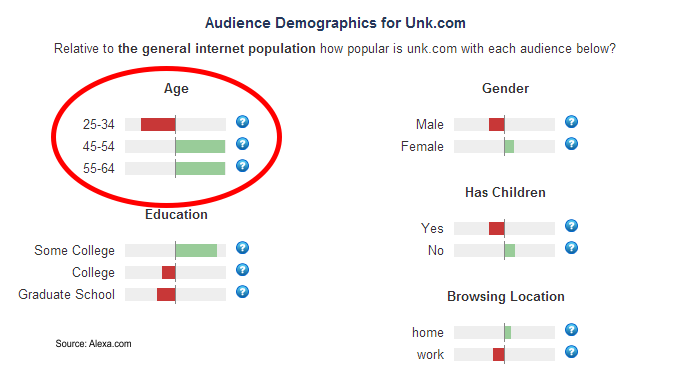 Audience Demographics for Unk.com
Relative to the general internet population how popular is unk.com with each audience below?
Age
25-34 ?
45-54 ?
55-64 ?
Education
Some College ?
College ?
Graduate School ?
Gender
Male ?
Female ?
Has Children
Yes ?
No ?
Browsing Location
home ?
work ?
Source: Alexa.com